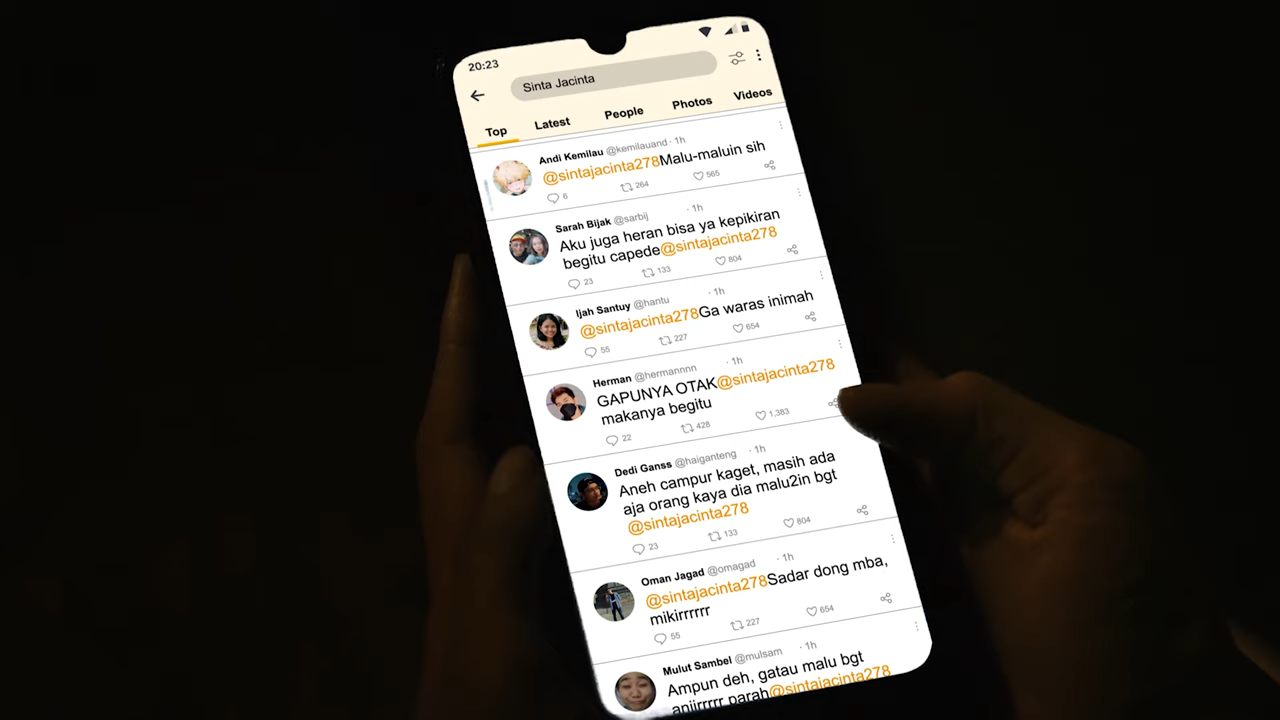 20:23
Sinta Jacinta
Top Latest People Photos Videos
Andi Kemilau @kemilauand · 1h
@sintajacinta278Malu-maluin sih
6 264 565
Sarah Bijak @sarbij · 1h
Aku juga heran bisa ya kepikiran
begitu capede@sintajacinta278
23 133 804
Ijah Santuy @hantu · 1h
@sintajacinta278Ga waras inimah
55 227 654
Herman @hermannnn · 1h
GAPUNYA OTAK@sintajacinta278
makanya begitu
22 428 1,383
Dedi Ganss @haiganteng · 1h
Aneh campur kaget, masih ada
aja orang kaya dia malu2in bgt
@sintajacinta278
23 133 804
Oman Jagad @omagad · 1h
@sintajacinta278Sadar dong mba,
mikirrrrrr
55 227 654
Mulut Sambel @mulsam · 1h
Ampun deh, gatau malu bgt
anjirrrrr parah@sintajacinta278